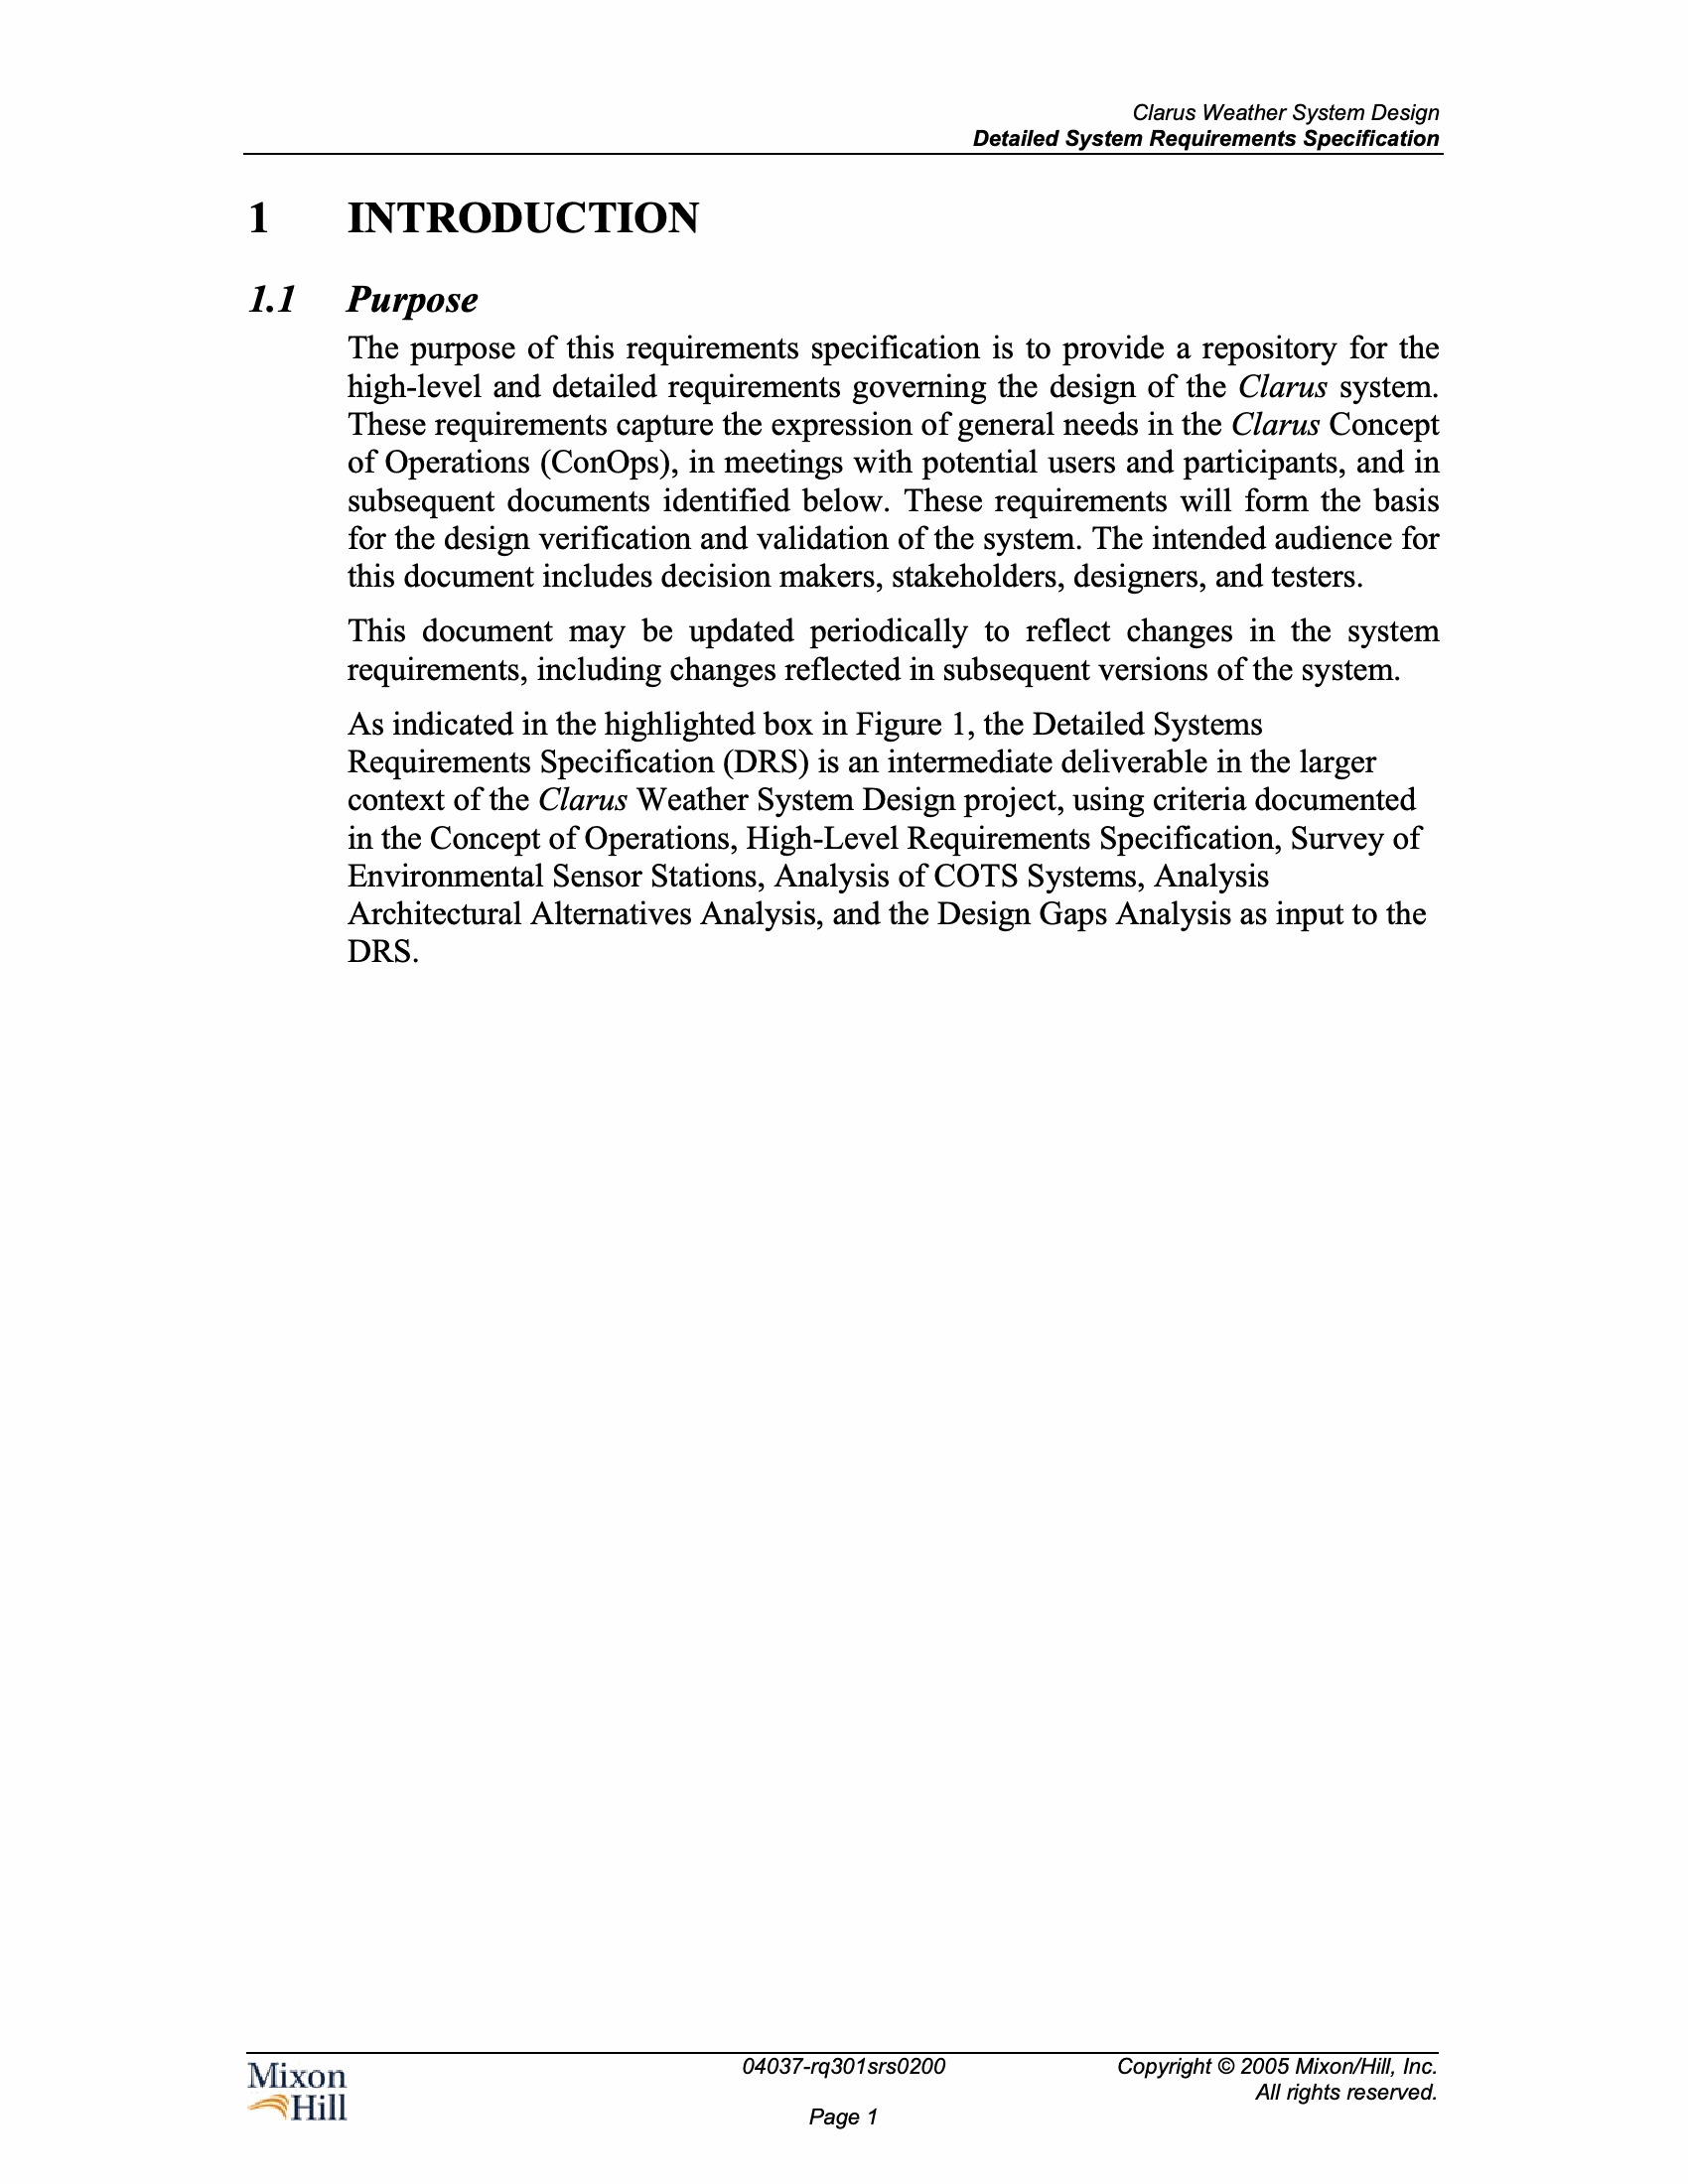 Clarus Weather System Design
Detailed System Requirements Specification
1 INTRODUCTION
1.1 Purpose
The purpose of this requirements specification is to provide a repository for the
high-level and detailed requirements governing the design of the Clarus system.
These requirements capture the expression of general needs in the Clarus Concept
of Operations (ConOps), in meetings with potential users and participants, and in
subsequent documents identified below. These requirements will form the basis
for the design verification and validation of the system. The intended audience for
this document includes decision makers, stakeholders, designers, and testers.
This document may be updated periodically to reflect changes in the system
requirements, including changes reflected in subsequent versions of the system.
As indicated in the highlighted box in Figure 1, the Detailed Systems
Requirements Specification (DRS) is an intermediate deliverable in the larger
context of the Clarus Weather System Design project, using criteria documented
in the Concept of Operations, High-Level Requirements Specification, Survey of
Environmental Sensor Stations, Analysis of COTS Systems, Analysis
Architectural Alternatives Analysis, and the Design Gaps Analysis as input to the
DRS.
Mixon
Hill
04037-rq301srs0200
Page 1
Copyright © 2005 Mixon/Hill, Inc.
All rights reserved.